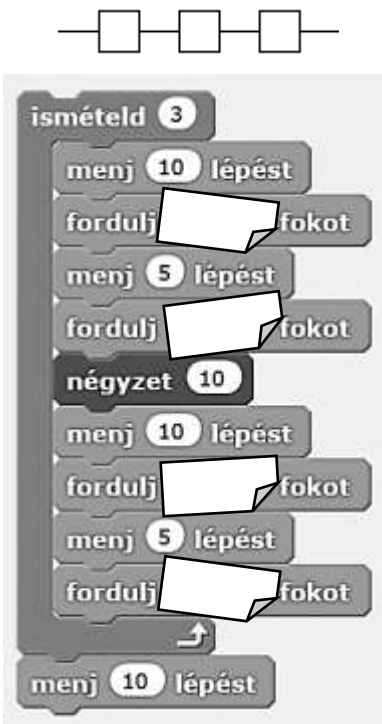 ismételd 3
menj 10 lépést
fordulj fokot
menj 5 lépést
fordulj fokot
négyzet 10
menj 10 lépést
fordulj fokot
menj 5 lépést
fordulj fokot
menj 10 lépést